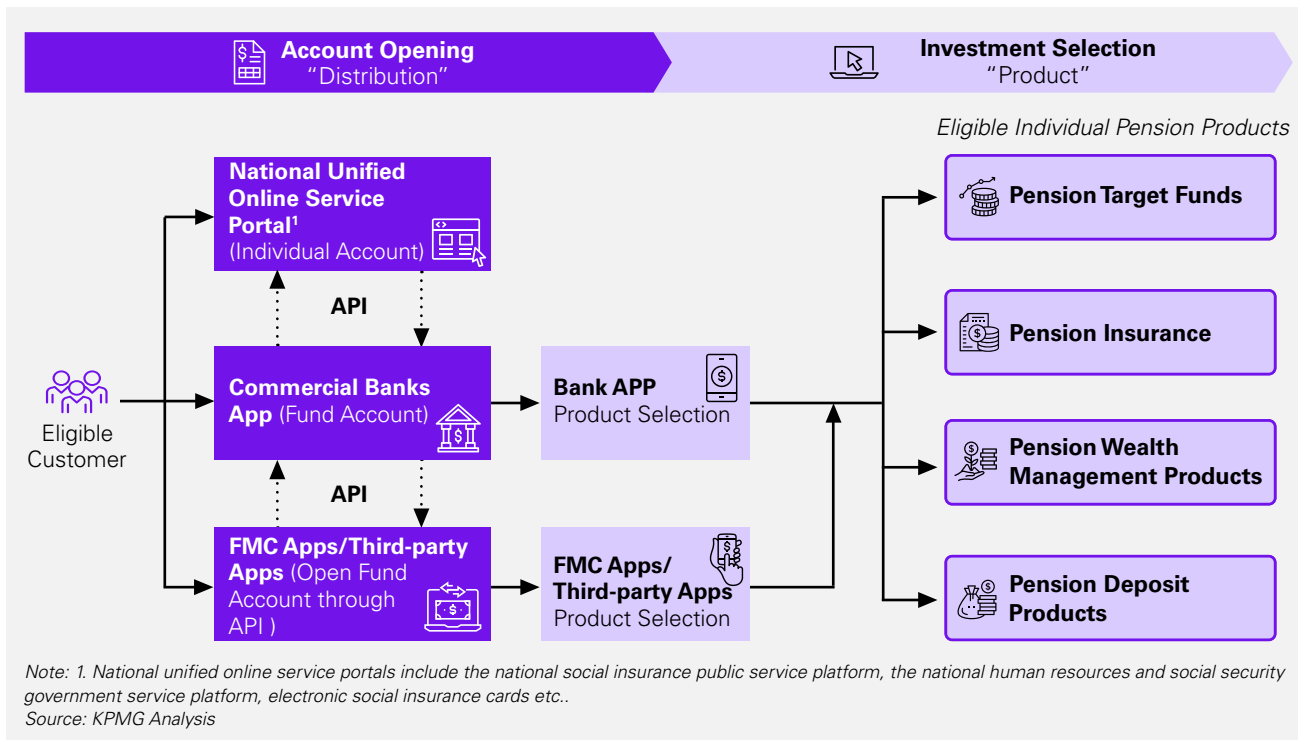 Account Opening
“Distribution”
Investment Selection
“Product”
Eligible Individual Pension Products
National Unified
Online Service
Portal¹
(Individual Account)
API
Commercial Banks
App (Fund Account)
API
FMC Apps/Third-party
Apps (Open Fund
Account through
API )
Eligible
Customer
Bank APP
Product Selection
FMC Apps/
Third-party Apps
Product Selection
Pension Target Funds
Pension Insurance
Pension Wealth
Management Products
Pension Deposit
Products
Note: 1. National unified online service portals include the national social insurance public service platform, the national human resources and social security
government service platform, electronic social insurance cards etc..
Source: KPMG Analysis